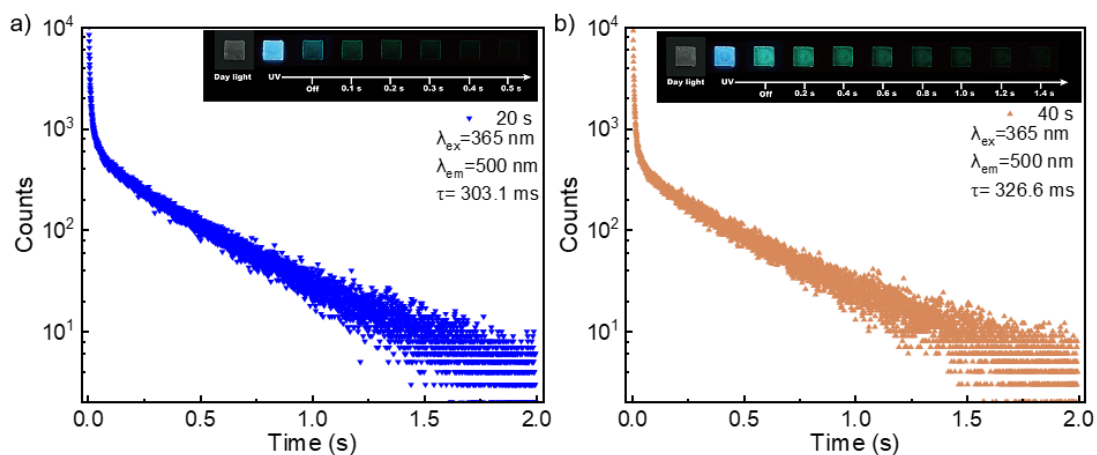 a)
10⁴
10³
10²
10¹
Counts
Day light UV Off 0.1 s 0.2 s 0.3 s 0.4 s 0.5 s
20 s
λex=365 nm
λem=500 nm
τ= 303.1 ms
0.0 0.5 1.0 1.5 2.0
Time (s)
b)
10⁴
10³
10²
10¹
Counts
Day light UV Off 0.2 s 0.4 s 0.6 s 0.8 s 1.0 s 1.2 s 1.4 s
40 s
λex=365 nm
λem=500 nm
τ= 326.6 ms
0.0 0.5 1.0 1.5 2.0
Time (s)